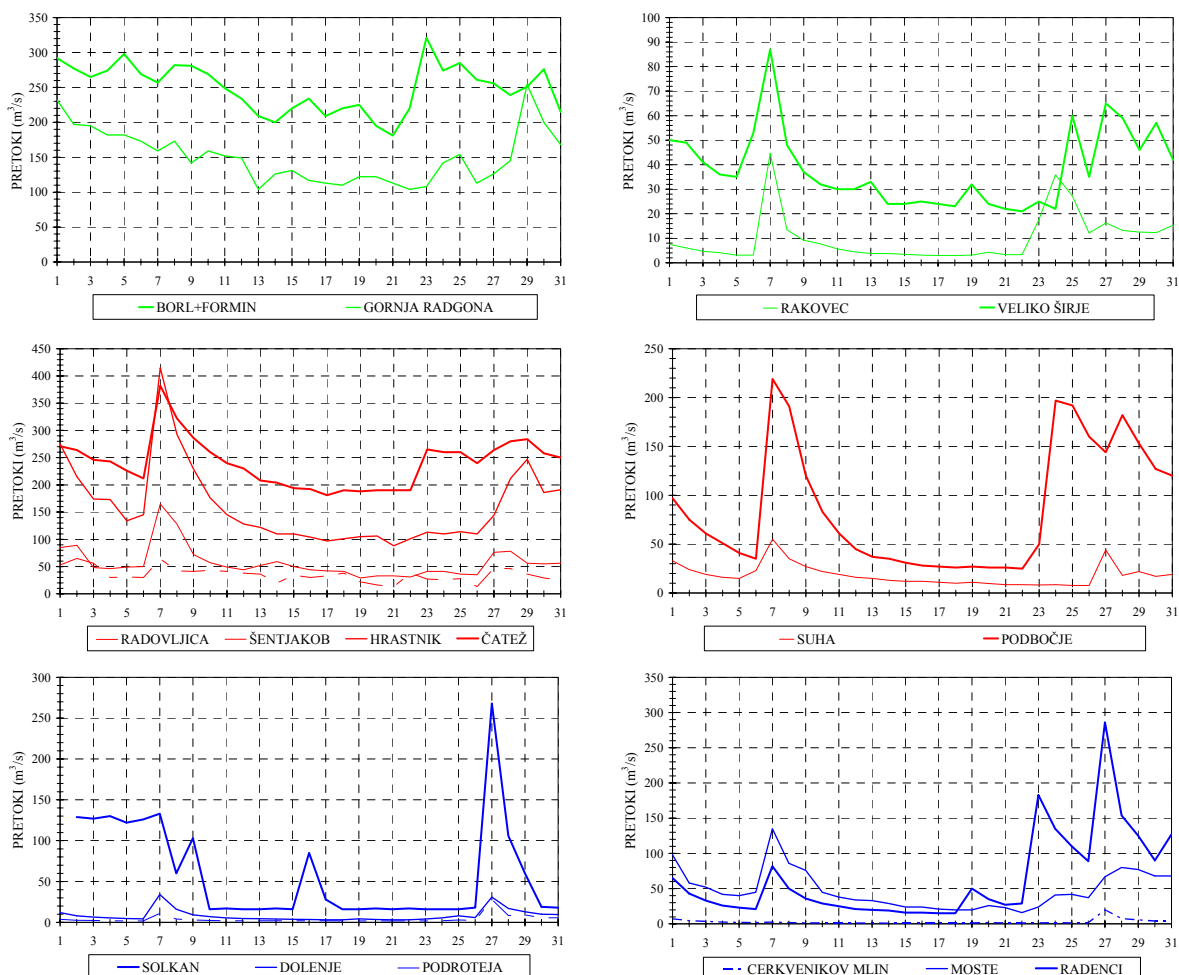 350
300
250
200
150
100
50
0
PRETOKI (m³/s)
1 3 5 7 9 11 13 15 17 19 21 23 25 27 29 31
BORL+FORMIN GORNJA RADGONA
100
90
80
70
60
50
40
30
20
10
0
PRETOKI (m³/s)
1 3 5 7 9 11 13 15 17 19 21 23 25 27 29 31
RAKOVEC VELIKO ŠIRJE
450
400
350
300
250
200
150
100
50
0
PRETOKI (m³/s)
1 3 5 7 9 11 13 15 17 19 21 23 25 27 29 31
RADOVLJICA ŠENTJAKOB HRASTNIK ČATEŽ
250
200
150
100
50
0
PRETOKI (m³/s)
1 3 5 7 9 11 13 15 17 19 21 23 25 27 29 31
SUHA PODBOČJE
300
250
200
150
100
50
0
PRETOKI (m³/s)
1 3 5 7 9 11 13 15 17 19 21 23 25 27 29 31
SOLKAN DOLENJE PODROTEJA
350
300
250
200
150
100
50
0
PRETOKI (m³/s)
1 3 5 7 9 11 13 15 17 19 21 23 25 27 29 31
CERKVENIKOV MLIN MOSTE RADENCI